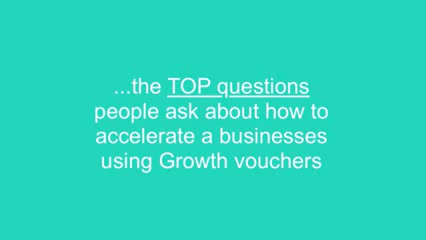 ...the TOP questions
people ask about how to
accelerate a businesses
using Growth vouchers